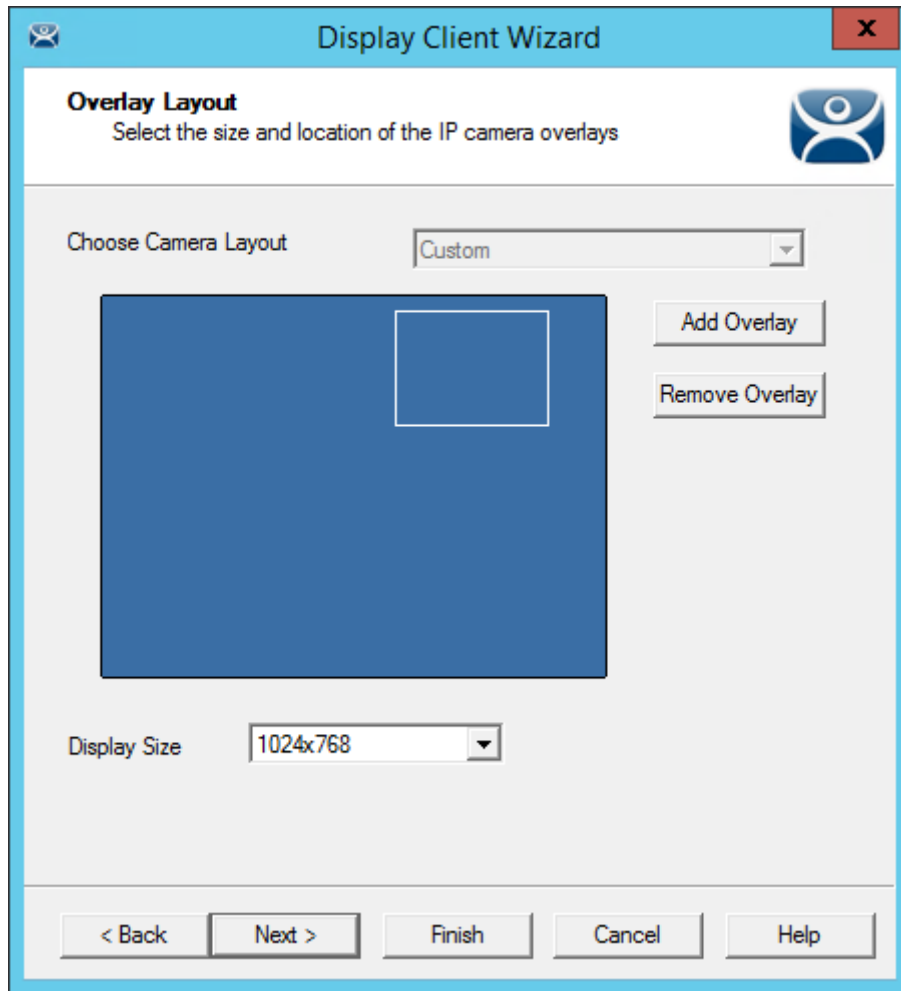 Display Client Wizard
x
Overlay Layout
Select the size and location of the IP camera overlays
Choose Camera Layout
Custom
Add Overlay
Remove Overlay
Display Size
1024x768
< Back
Next >
Finish
Cancel
Help